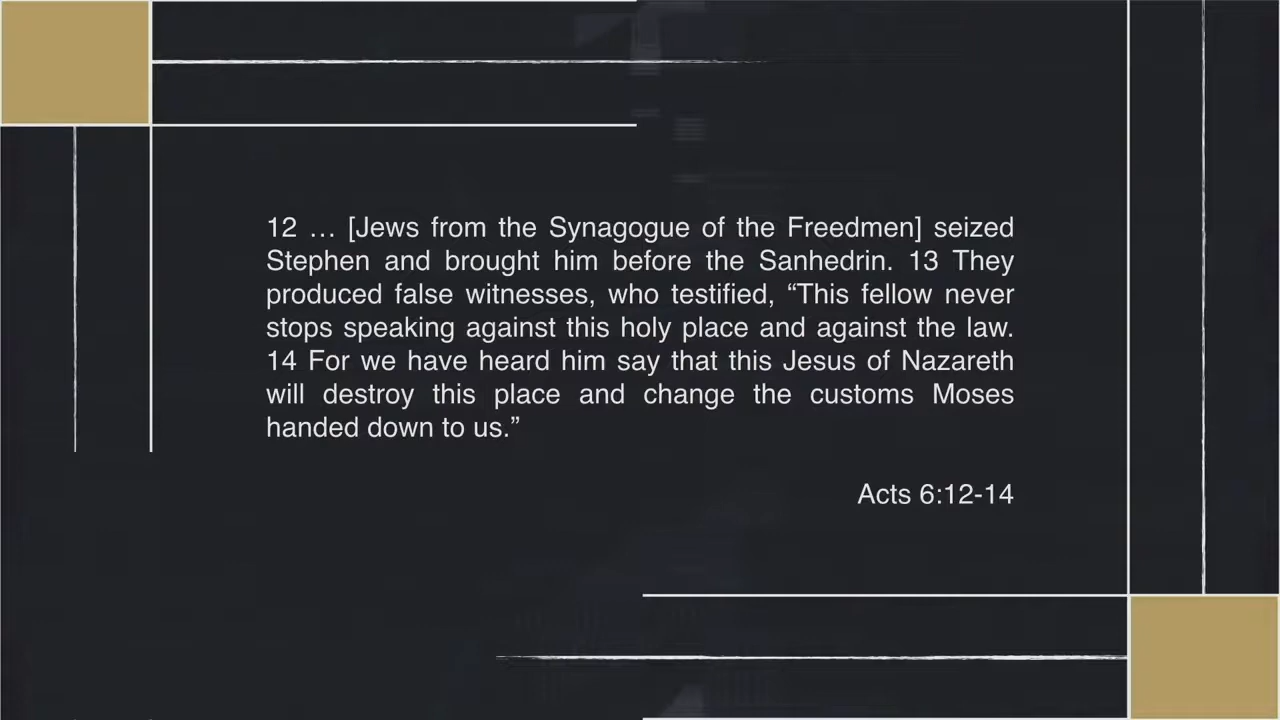 12 … [Jews from the Synagogue of the Freedmen] seized
Stephen and brought him before the Sanhedrin. 13 They
produced false witnesses, who testified, “This fellow never
stops speaking against this holy place and against the law.
14 For we have heard him say that this Jesus of Nazareth
will destroy this place and change the customs Moses
handed down to us.”
Acts 6:12-14